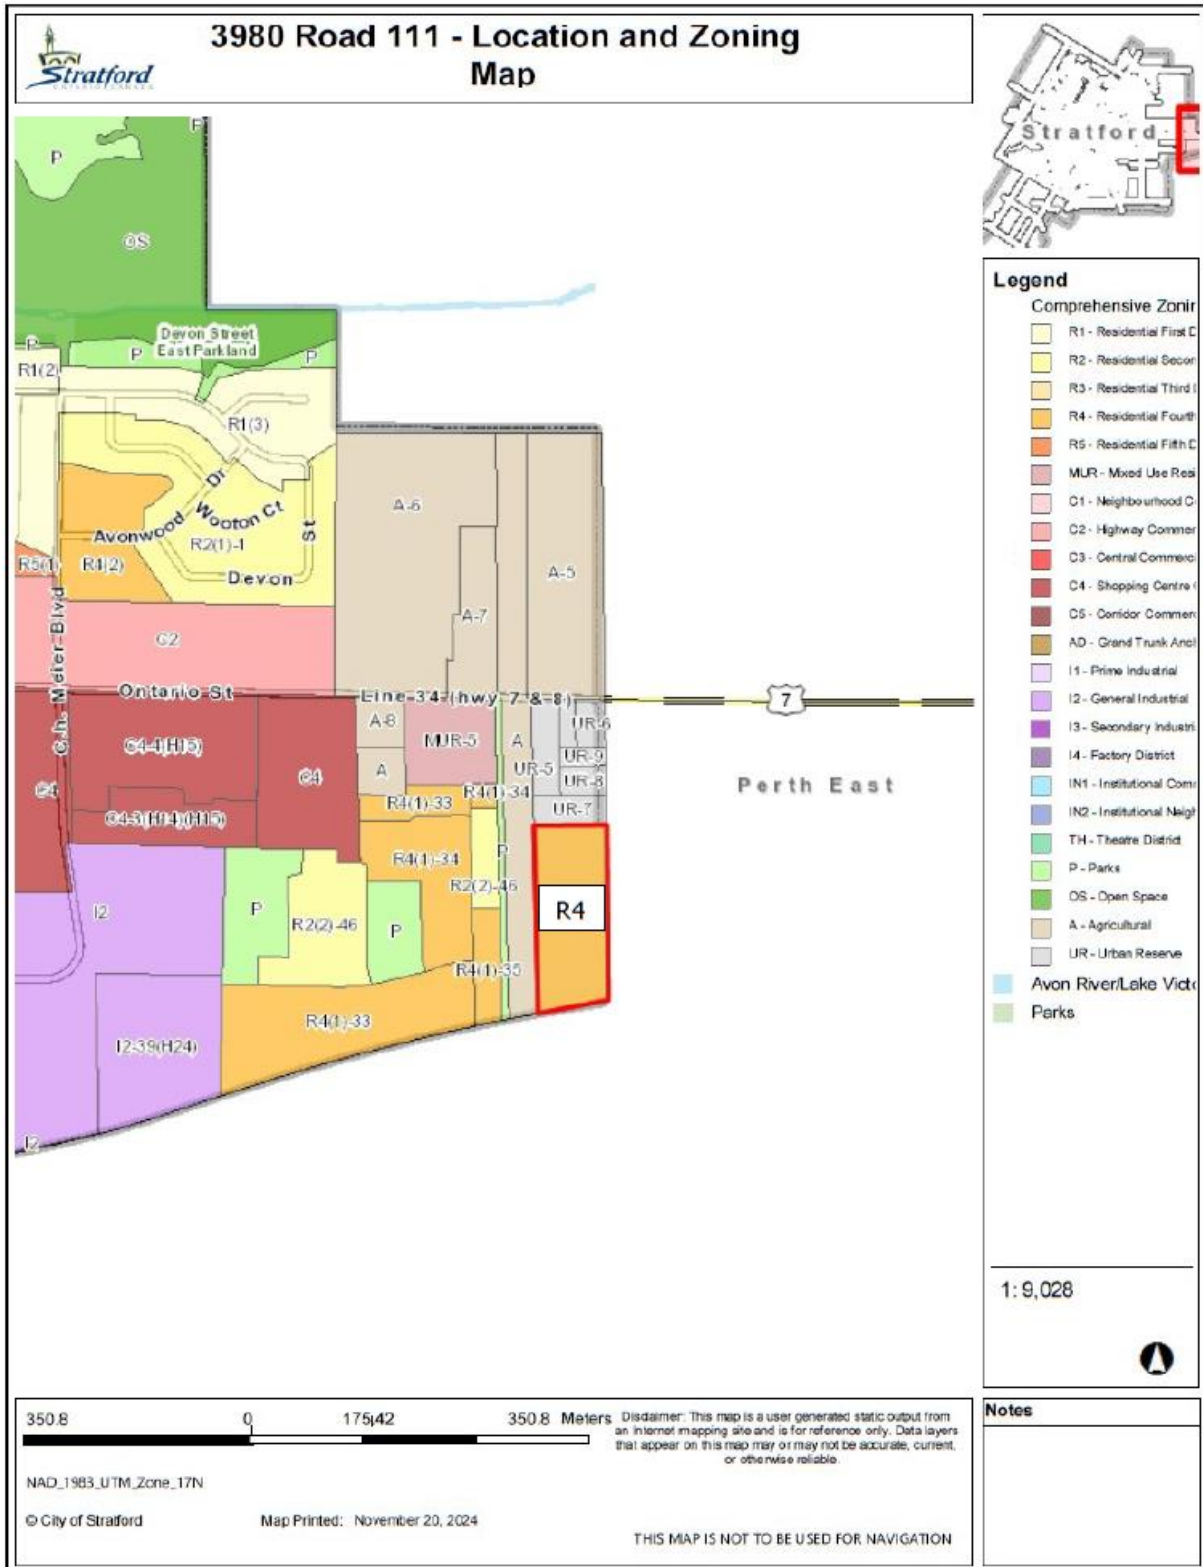 3980 Road 111 - Location and Zoning
Map
Stratford
ONTARIO CANADA
Stratford
P
P
OS
Devon Street
East Parkland
P
P
P
R1(2)
R1(3)
Dr
Wooton Ct
Avonwood
R2(1)-1
St
Devon
R5(1)
R4(2)
A-6
A-5
A-7
C2
C.h. Meier Blvd
Ontario St
Line 34 (hwy 7 & 8)
7
A-8
MUR-5
A
UR-6
C4-4(H15)
C4
C4
A
UR-5
UR-9
UR-8
UR-7
Perth East
R4(1)-33
R4(1)-34
C4-3(H14)(H15)
R4(1)-34
P
R2(2)-46
I2
P
R2(2)-46
P
R4
R4(1)-35
R4(1)-33
I2-39(H24)
I2
Legend
Comprehensive Zonin
R1 - Residential First D
R2 - Residential Secon
R3 - Residential Third
R4 - Residential Fourth
R5 - Residential Fifth D
MUR - Mixed Use Resi
C1 - Neighbourhood C
C2 - Highway Commer
C3 - Central Commerc
C4 - Shopping Centre
C5 - Corridor Commerc
AD - Grand Trunk Anci
I1 - Prime Industrial
I2 - General Industrial
I3 - Secondary Industri
I4 - Factory District
IN1 - Institutional Com
IN2 - Institutional Neigh
TH - Theatre District
P - Parks
OS - Open Space
A - Agricultural
UR - Urban Reserve
Avon River/Lake Victo
Parks
1: 9,028
350.8 0 175.42 350.8 Meters
NAD_1983_UTM_Zone_17N
© City of Stratford
Map Printed: November 20, 2024
Disclaimer: This map is a user generated static output from
an Internet mapping site and is for reference only. Data layers
that appear on this map may or may not be accurate, current,
or otherwise reliable.
THIS MAP IS NOT TO BE USED FOR NAVIGATION
Notes